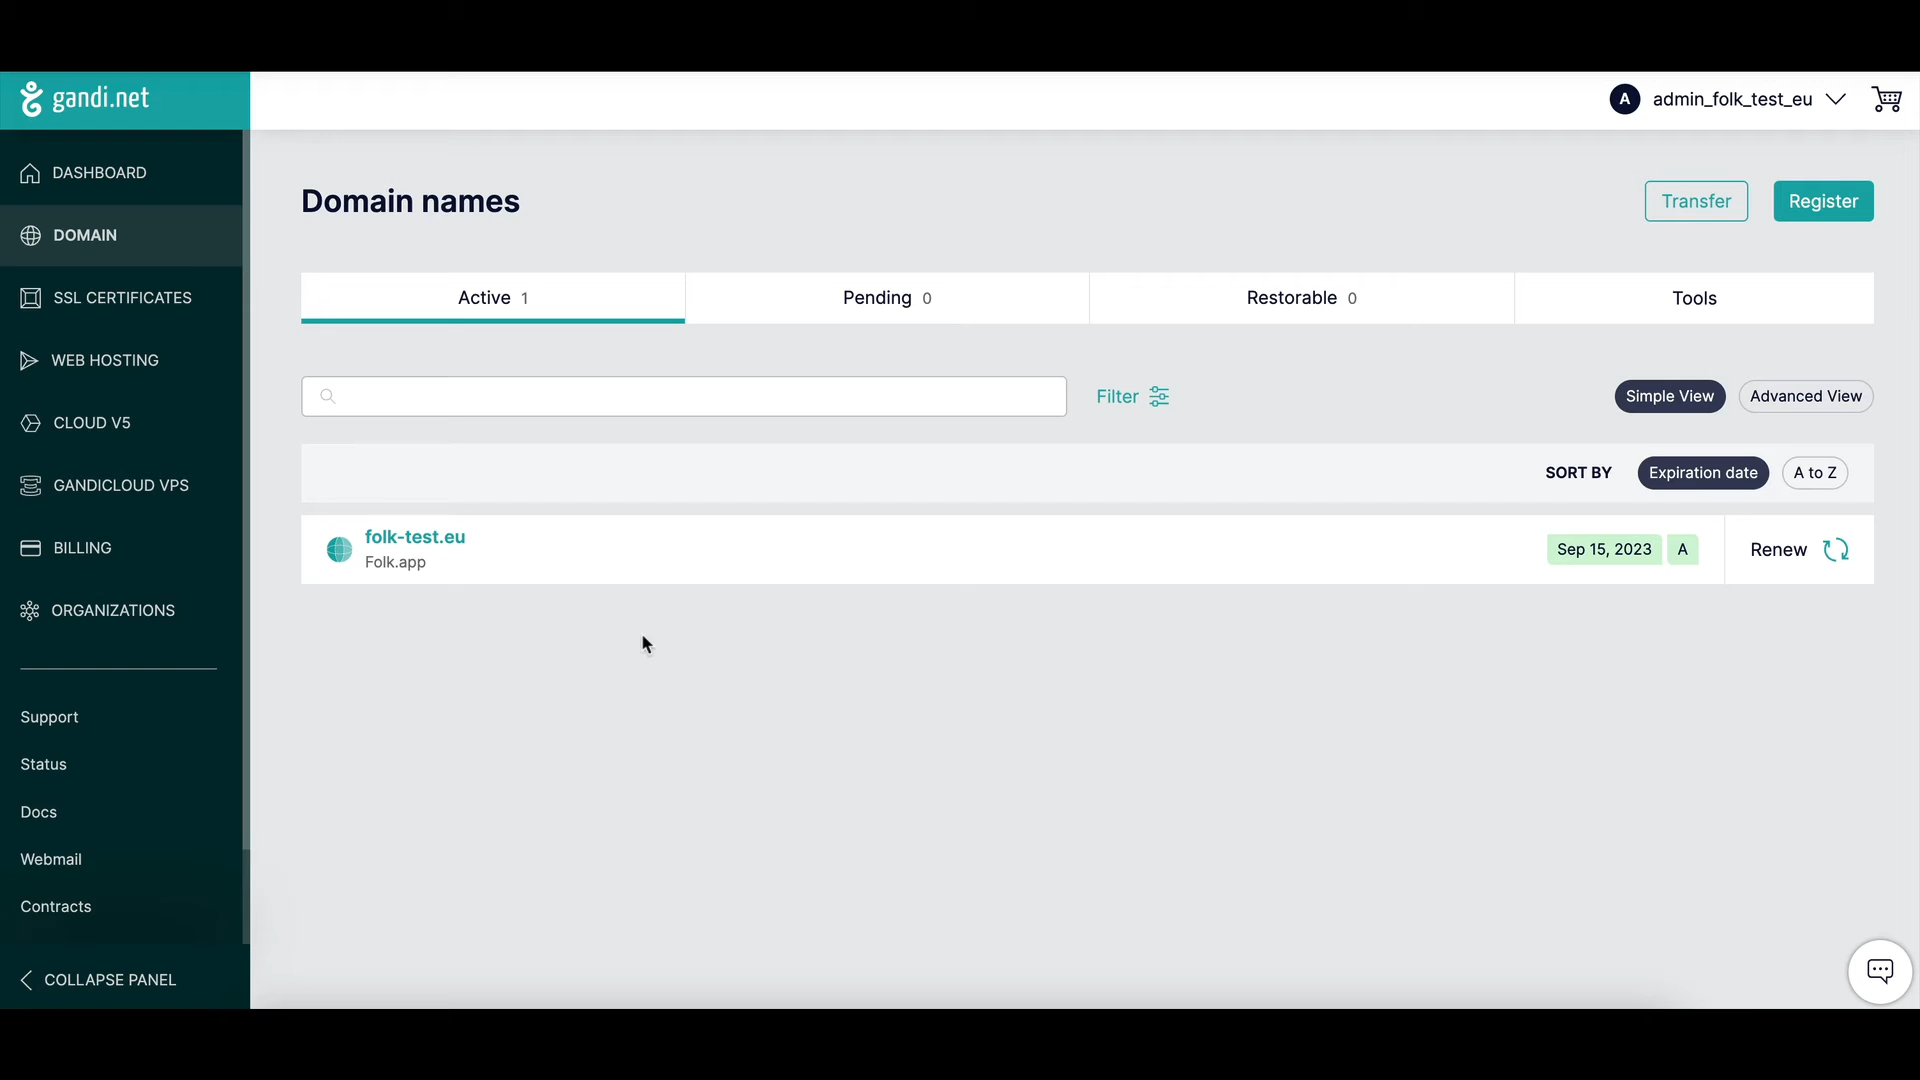 gandi.net
A admin_folk_test_eu
DASHBOARD
DOMAIN
SSL CERTIFICATES
WEB HOSTING
CLOUD V5
GANDICLOUD VPS
BILLING
ORGANIZATIONS
Support
Status
Docs
Webmail
Contracts
COLLAPSE PANEL
Domain names
Transfer
Register
Active 1
Pending 0
Restorable 0
Tools
Filter
Simple View
Advanced View
SORT BY
Expiration date
A to Z
folk-test.eu
Folk.app
Sep 15, 2023
A
Renew